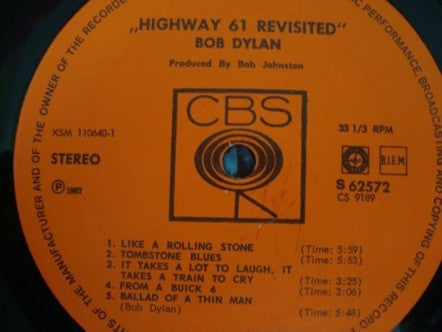 „HIGHWAY 61 REVISITED"
BOB DYLAN
Produced By Bob Johnston
CBS
XSM 110640-1
STEREO
Ⓟ 1967
33 1/3 RPM
B.I.E.M.
S 62572
CS 9189
1. LIKE A ROLLING STONE (Time: 5:59)
2. TOMBSTONE BLUES (Time: 5:53)
3. IT TAKES A LOT TO LAUGH, IT
TAKES A TRAIN TO CRY (Time: 3:25)
4. FROM A BUICK 6 (Time: 3:06)
5. BALLAD OF A THIN MAN
(Bob Dylan) (Time: 5:48)
OF THE MANUFACTURER AND OF THE OWNER OF THE RECORDE
PERFORMANCE, BROADCASTING AND COPYING OF THIS RECO